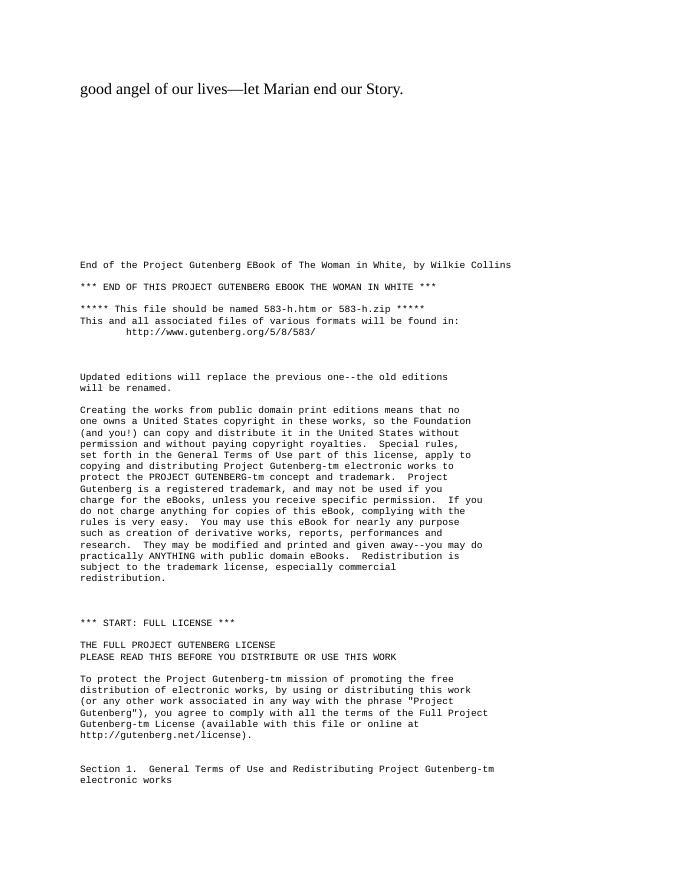 good angel of our lives—let Marian end our Story.
End of the Project Gutenberg EBook of The Woman in White, by Wilkie Collins
*** END OF THIS PROJECT GUTENBERG EBOOK THE WOMAN IN WHITE ***
***** This file should be named 583-h.htm or 583-h.zip *****
This and all associated files of various formats will be found in:
http://www.gutenberg.org/5/8/583/
Updated editions will replace the previous one--the old editions
will be renamed.
Creating the works from public domain print editions means that no
one owns a United States copyright in these works, so the Foundation
(and you!) can copy and distribute it in the United States without
permission and without paying copyright royalties.  Special rules,
set forth in the General Terms of Use part of this license, apply to
copying and distributing Project Gutenberg-tm electronic works to
protect the PROJECT GUTENBERG-tm concept and trademark.  Project
Gutenberg is a registered trademark, and may not be used if you
charge for the eBooks, unless you receive specific permission.  If you
do not charge anything for copies of this eBook, complying with the
rules is very easy.  You may use this eBook for nearly any purpose
such as creation of derivative works, reports, performances and
research.  They may be modified and printed and given away--you may do
practically ANYTHING with public domain eBooks.  Redistribution is
subject to the trademark license, especially commercial
redistribution.
*** START: FULL LICENSE ***
THE FULL PROJECT GUTENBERG LICENSE
PLEASE READ THIS BEFORE YOU DISTRIBUTE OR USE THIS WORK
To protect the Project Gutenberg-tm mission of promoting the free
distribution of electronic works, by using or distributing this work
(or any other work associated in any way with the phrase "Project
Gutenberg"), you agree to comply with all the terms of the Full Project
Gutenberg-tm License (available with this file or online at
http://gutenberg.net/license).
Section 1.  General Terms of Use and Redistributing Project Gutenberg-tm
electronic works